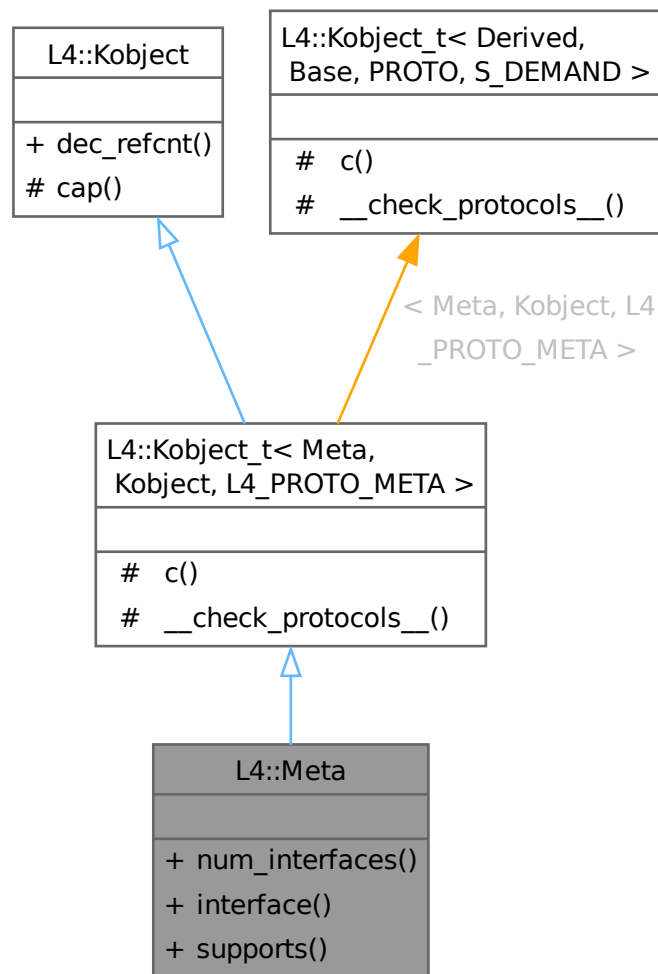 L4::Kobject
+ dec_refcnt()
# cap()
L4::Kobject_t< Derived,
Base, PROTO, S_DEMAND >
# c()
# __check_protocols__()
< Meta, Kobject, L4
_PROTO_META >
L4::Kobject_t< Meta,
Kobject, L4_PROTO_META >
# c()
# __check_protocols__()
L4::Meta
+ num_interfaces()
+ interface()
+ supports()